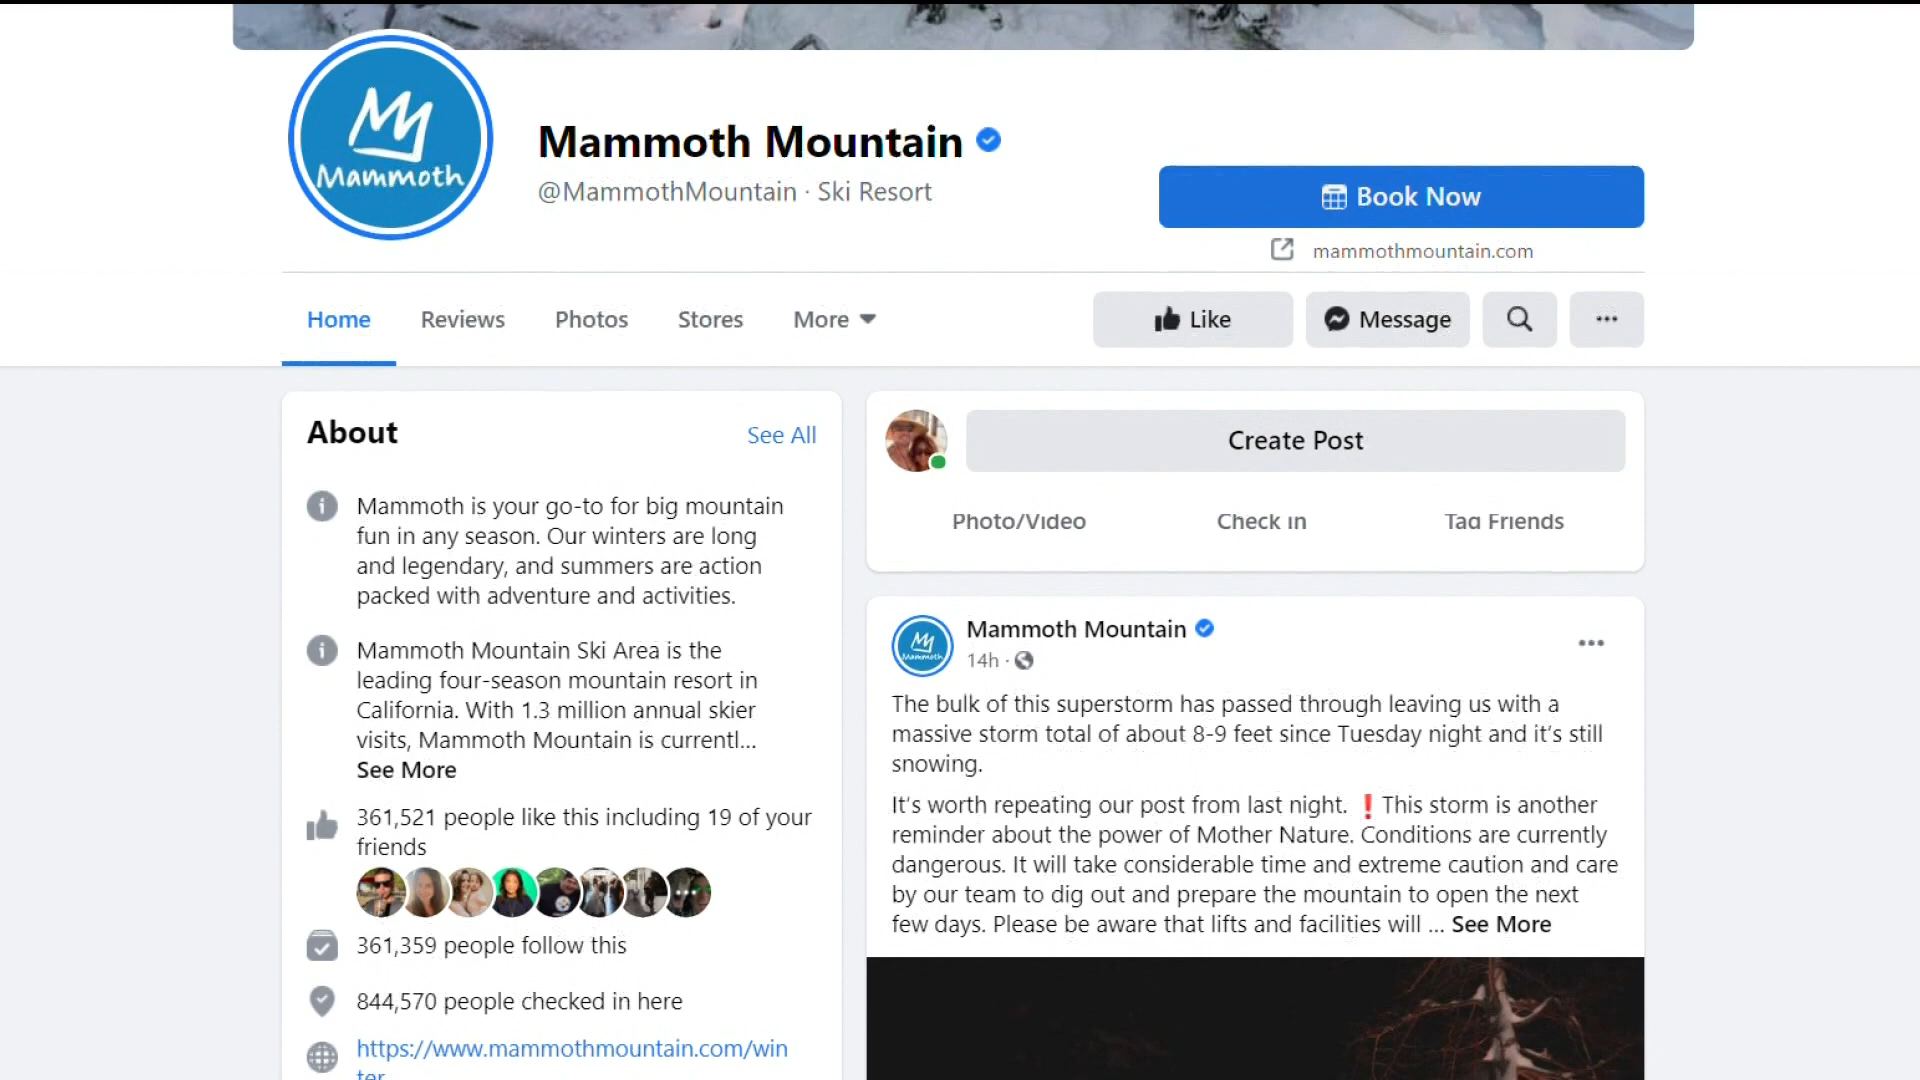 Mammoth
Mammoth Mountain
@MammothMountain · Ski Resort
Book Now
mammothmountain.com
Home
Reviews
Photos
Stores
More
Like
Message
About
See All
Mammoth is your go-to for big mountain
fun in any season. Our winters are long
and legendary, and summers are action
packed with adventure and activities.
Mammoth Mountain Ski Area is the
leading four-season mountain resort in
California. With 1.3 million annual skier
visits, Mammoth Mountain is currentl...
See More
361,521 people like this including 19 of your
friends
361,359 people follow this
844,570 people checked in here
https://www.mammothmountain.com/win
ter
Create Post
Photo/Video
Check in
Tag Friends
Mammoth
Mammoth Mountain
14h ·
The bulk of this superstorm has passed through leaving us with a
massive storm total of about 8-9 feet since Tuesday night and it's still
snowing.
It's worth repeating our post from last night. ❗This storm is another
reminder about the power of Mother Nature. Conditions are currently
dangerous. It will take considerable time and extreme caution and care
by our team to dig out and prepare the mountain to open the next
few days. Please be aware that lifts and facilities will ... See More